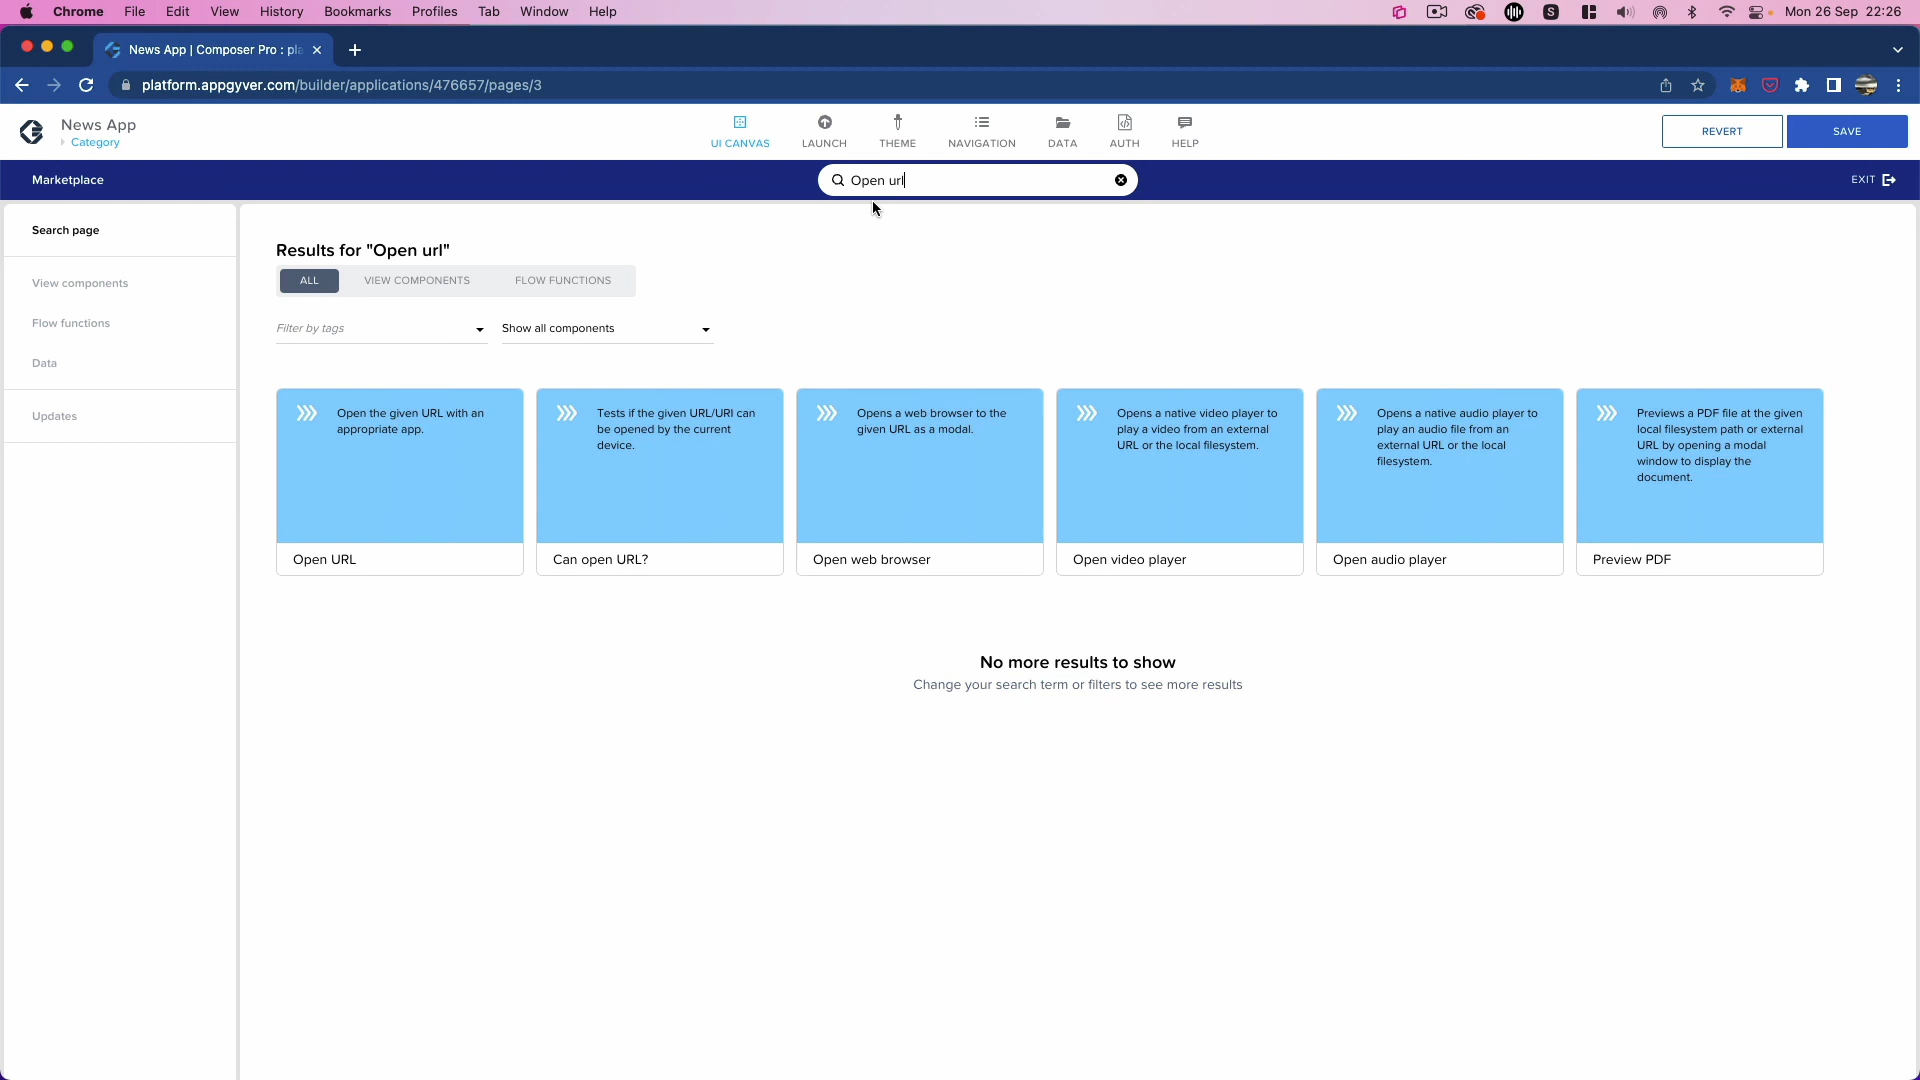 Chrome File Edit View History Bookmarks Profiles Tab Window Help Mon 26 Sep 22:26
News App | Composer Pro : pla
platform.appgyver.com/builder/applications/476657/pages/3
News App
Category
UI CANVAS LAUNCH THEME NAVIGATION DATA AUTH HELP
REVERT SAVE
Marketplace
Open url
EXIT
Search page
View components
Flow functions
Data
Updates
Results for "Open url"
ALL VIEW COMPONENTS FLOW FUNCTIONS
Filter by tags Show all components
Open the given URL with an
appropriate app.
Open URL
Tests if the given URL/URI can
be opened by the current
device.
Can open URL?
Opens a web browser to the
given URL as a modal.
Open web browser
Opens a native video player to
play a video from an external
URL or the local filesystem.
Open video player
Opens a native audio player to
play an audio file from an
external URL or the local
filesystem.
Open audio player
Previews a PDF file at the given
local filesystem path or external
URL by opening a modal
window to display the
document.
Preview PDF
No more results to show
Change your search term or filters to see more results